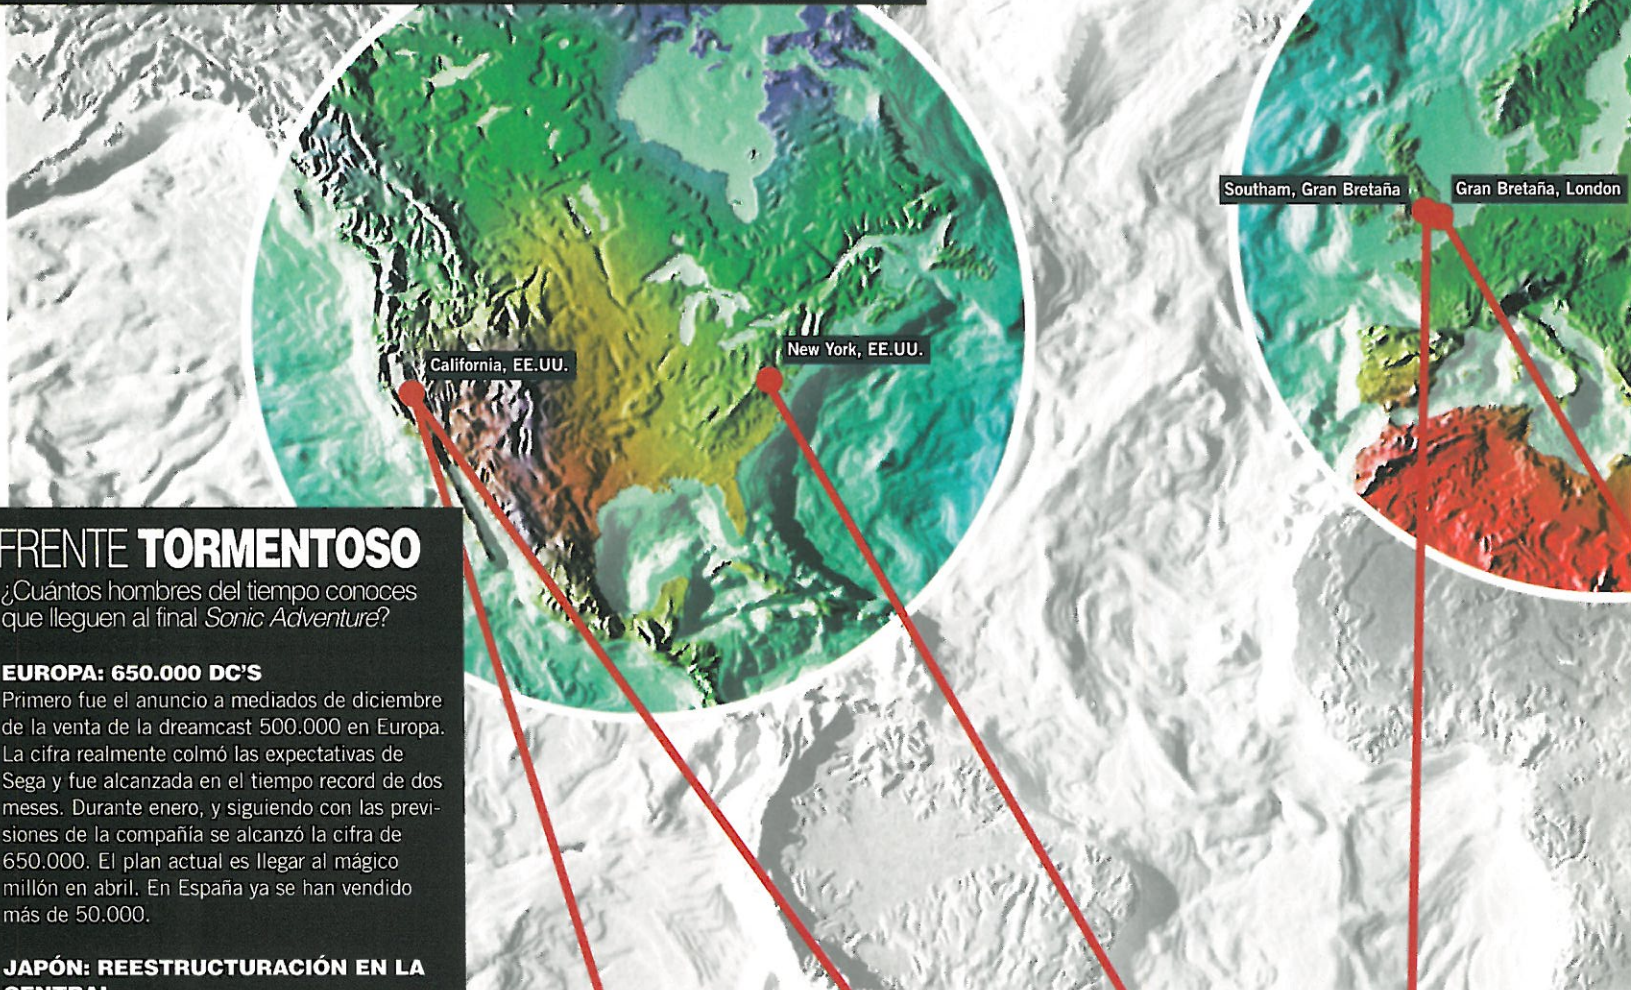 Southam, Gran Bretaña
Gran Bretaña, London
New York, EE.UU.
California, EE.UU.
FRENTE TORMENTOSO
¿Cuántos hombres del tiempo conoces
que lleguen al final Sonic Adventure?
EUROPA: 650.000 DC'S
Primero fue el anuncio a mediados de diciembre
de la venta de la dreamcast 500.000 en Europa.
La cifra realmente colmó las expectativas de
Sega y fue alcanzada en el tiempo record de dos
meses. Durante enero, y siguiendo con las previ-
siones de la compañía se alcanzó la cifra de
650.000. El plan actual es llegar al mágico
millón en abril. En España ya se han vendido
más de 50.000.
JAPÓN: REESTRUCTURACIÓN EN LA
CENTRAL